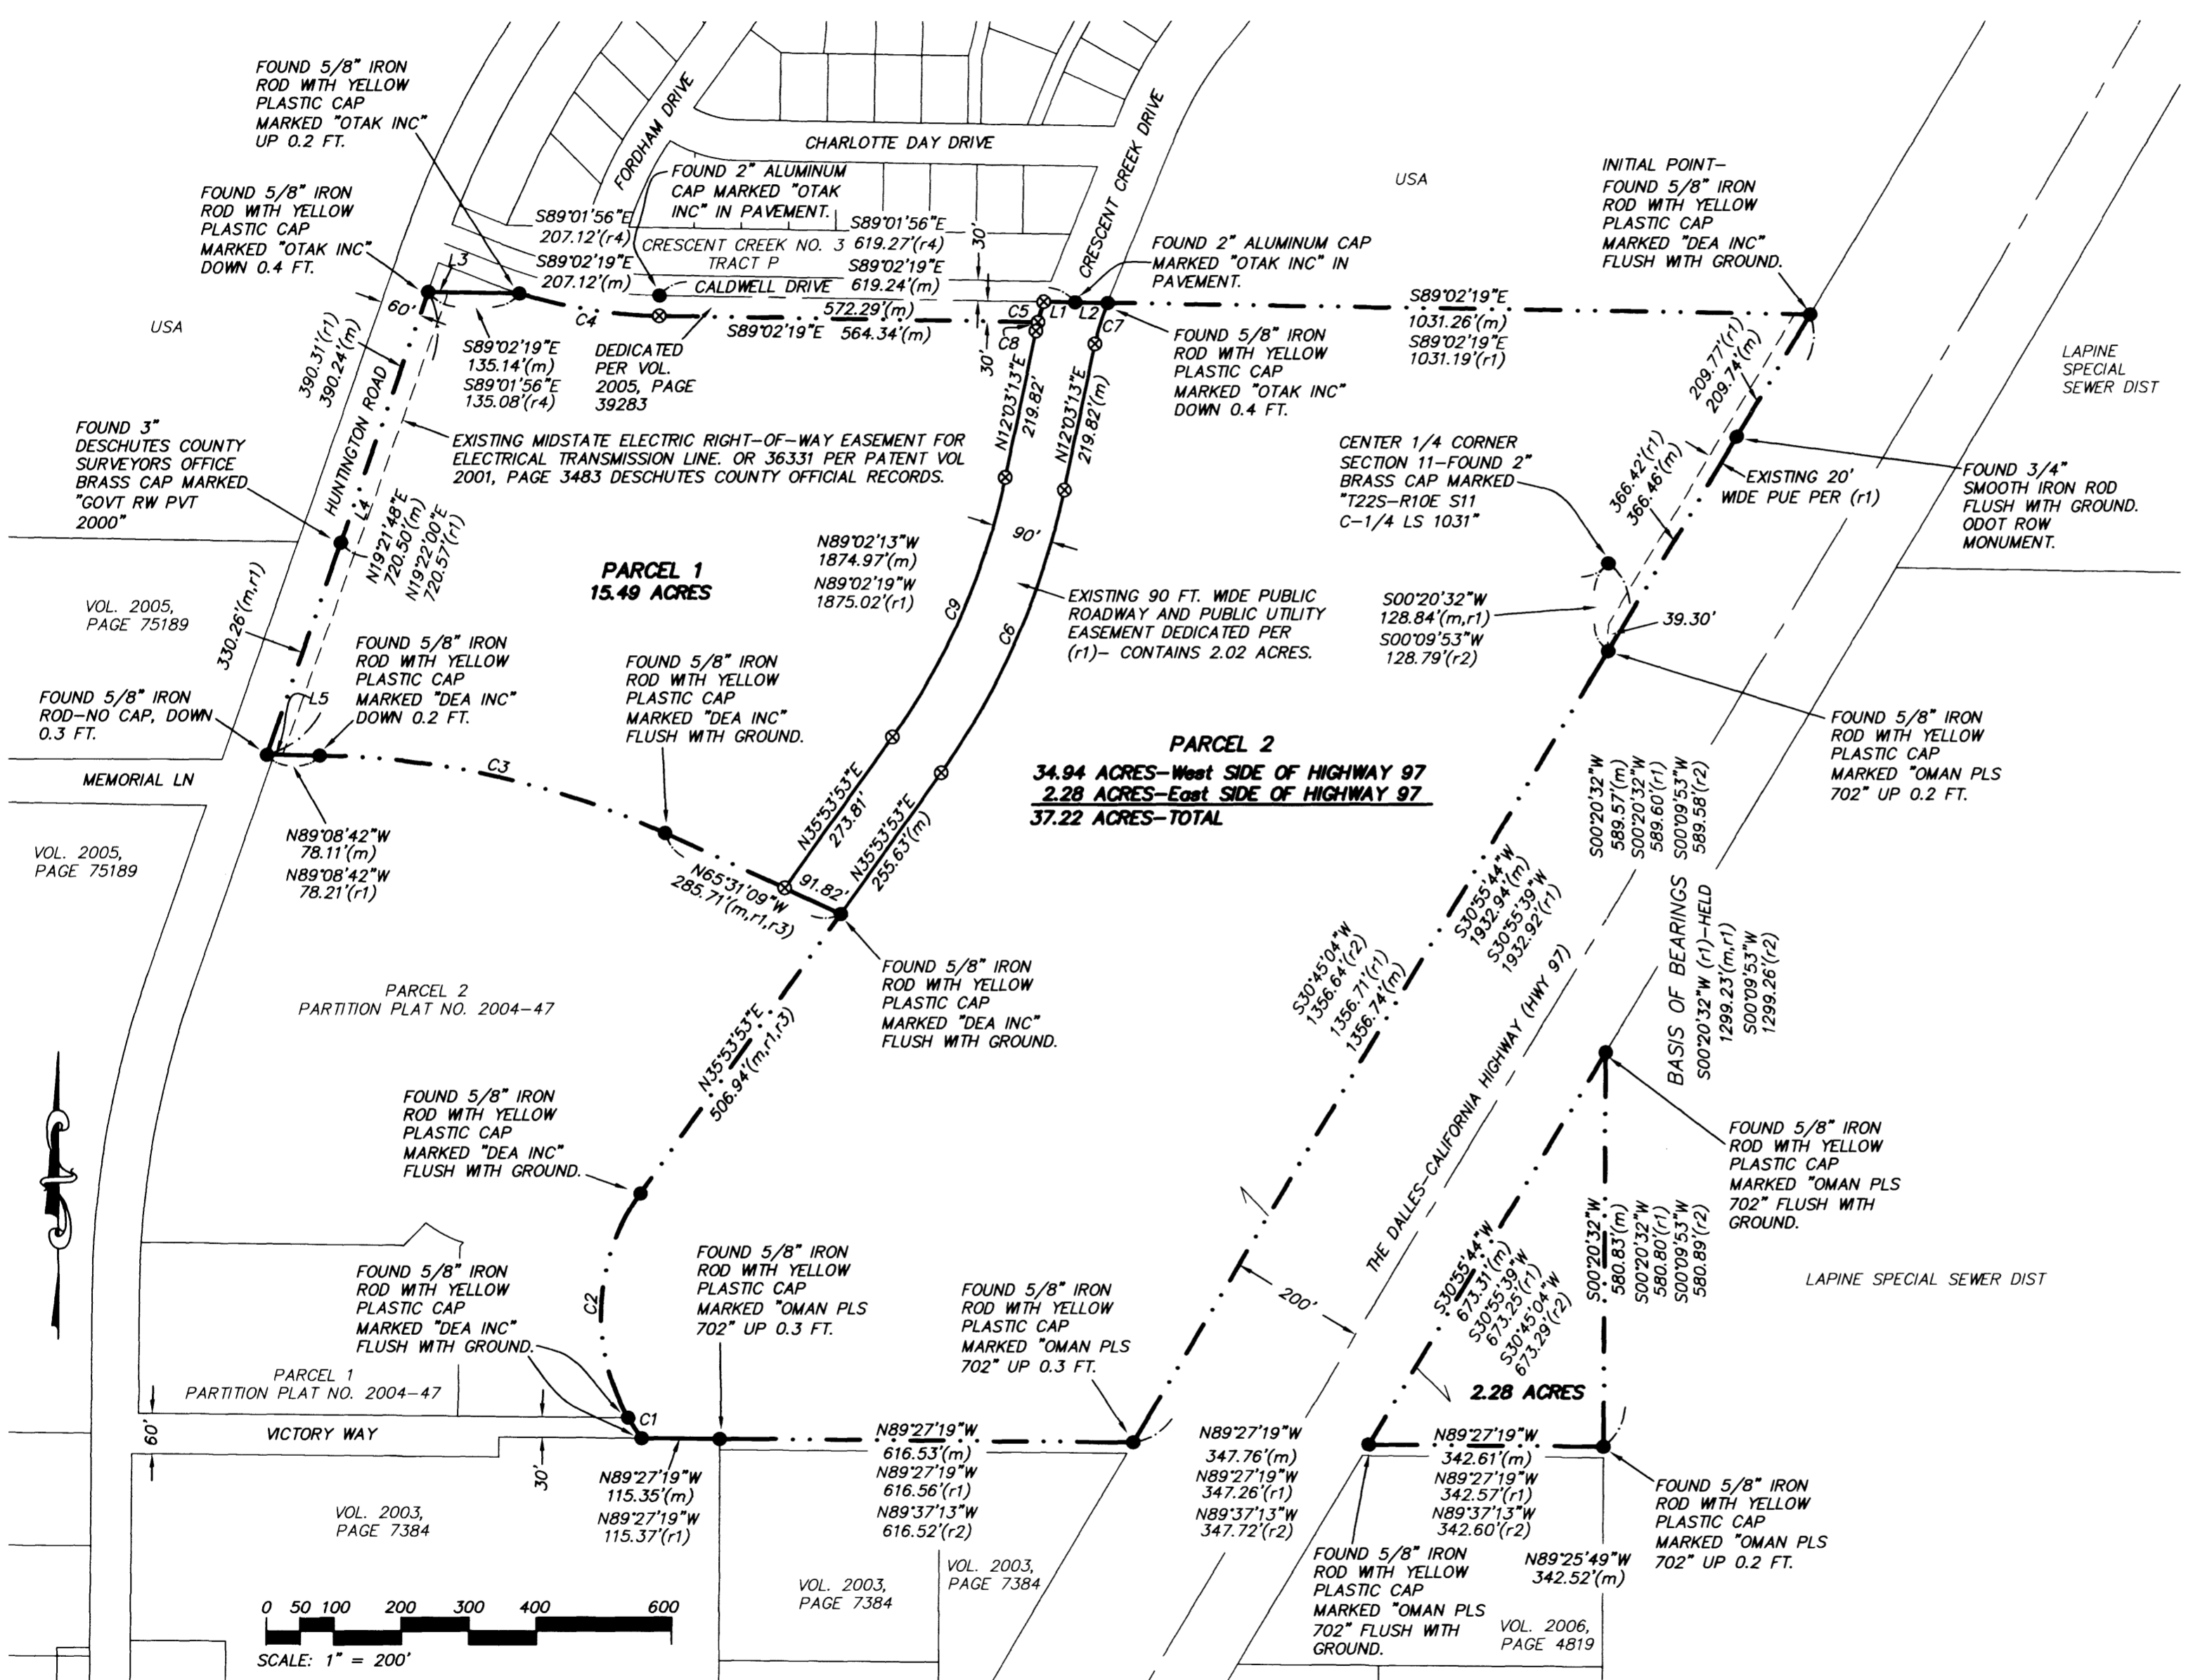 FOUND 5/8" IRON
ROD WITH YELLOW
PLASTIC CAP
MARKED "OTAK INC"
UP 0.2 FT.
FOUND 5/8" IRON
ROD WITH YELLOW
PLASTIC CAP
MARKED "OTAK INC"
DOWN 0.4 FT.
FORDHAM DRIVE
CHARLOTTE DAY DRIVE
CRESCENT CREEK DRIVE
FOUND 2" ALUMINUM
CAP MARKED "OTAK
INC" IN PAVEMENT.
S89°01'56"E
207.12'(r4)
S89°02'19"E
207.12'(m)
CRESCENT CREEK NO. 3
TRACT P
S89°01'56"E
619.27'(r4)
S89°02'19"E
619.24'(m)
30'
CALDWELL DRIVE
572.29'(m)
S89°02'19"E 564.34'(m)
30'
L3
60'
C4
C5
L1
L2
C7
C8
S89°02'19"E
135.14'(m)
S89°01'56"E
135.08'(r4)
DEDICATED
PER VOL.
2005, PAGE
39283
USA
USA
FOUND 2" ALUMINUM CAP
MARKED "OTAK INC" IN
PAVEMENT.
FOUND 5/8" IRON
ROD WITH YELLOW
PLASTIC CAP
MARKED "OTAK INC"
DOWN 0.4 FT.
INITIAL POINT-
FOUND 5/8" IRON
ROD WITH YELLOW
PLASTIC CAP
MARKED "DEA INC"
FLUSH WITH GROUND.
S89°02'19"E
1031.26'(m)
S89°02'19"E
1031.19'(r1)
209.77'(r1)
209.74'(m)
LAPINE
SPECIAL
SEWER DIST
390.31'(r1)
390.24'(m)
HUNTINGTON ROAD
L4
FOUND 3"
DESCHUTES COUNTY
SURVEYORS OFFICE
BRASS CAP MARKED
"GOVT RW PVT
2000"
EXISTING MIDSTATE ELECTRIC RIGHT-OF-WAY EASEMENT FOR
ELECTRICAL TRANSMISSION LINE. OR 36331 PER PATENT VOL
2001, PAGE 3483 DESCHUTES COUNTY OFFICIAL RECORDS.
N12°03'13"E
219.82'
N12°03'13"E
219.82'(m)
CENTER 1/4 CORNER
SECTION 11-FOUND 2"
BRASS CAP MARKED
"T22S-R10E S11
C-1/4 LS 1031"
366.42'(r1)
366.46'(m)
EXISTING 20'
WIDE PUE PER (r1)
FOUND 3/4"
SMOOTH IRON ROD
FLUSH WITH GROUND.
ODOT ROW
MONUMENT.
N19°21'48"E
720.50'(m)
N19°22'00"E
720.57'(r1)
PARCEL 1
15.49 ACRES
N89°02'13"W
1874.97'(m)
N89°02'19"W
1875.02'(r1)
90'
C9
C6
EXISTING 90 FT. WIDE PUBLIC
ROADWAY AND PUBLIC UTILITY
EASEMENT DEDICATED PER
(r1)- CONTAINS 2.02 ACRES.
S00°20'32"W
128.84'(m,r1)
S00°09'53"W
128.79'(r2)
39.30'
VOL. 2005,
PAGE 75189
330.26'(m,r1)
FOUND 5/8" IRON
ROD-NO CAP, DOWN
0.3 FT.
L5
FOUND 5/8" IRON
ROD WITH YELLOW
PLASTIC CAP
MARKED "DEA INC"
DOWN 0.2 FT.
FOUND 5/8" IRON
ROD WITH YELLOW
PLASTIC CAP
MARKED "DEA INC"
FLUSH WITH GROUND.
FOUND 5/8" IRON
ROD WITH YELLOW
PLASTIC CAP
MARKED "OMAN PLS
702" UP 0.2 FT.
MEMORIAL LN
C3
N89°08'42"W
78.11'(m)
N89°08'42"W
78.21'(r1)
VOL. 2005,
PAGE 75189
PARCEL 2
34.94 ACRES-West SIDE OF HIGHWAY 97
2.28 ACRES-East SIDE OF HIGHWAY 97
37.22 ACRES-TOTAL
N35°53'53"E
273.81'
N35°53'53"E
255.63'(m)
91.82'
N65°31'09"W
285.71'(m,r1,r3)
S00°20'32"W
589.57'(m)
S00°20'32"W
589.60'(r1)
S00°09'53"W
589.58'(r2)
BASIS OF BEARINGS
S00°20'32"W (r1)-HELD
1299.23'(m,r1)
S00°09'53"W
1299.26'(r2)
S30°55'44"W
1932.94'(m)
S30°55'39"W
1932.92'(r1)
S30°45'04"W
1356.64'(r2)
1356.71'(r1)
1356.74'(m)
FOUND 5/8" IRON
ROD WITH YELLOW
PLASTIC CAP
MARKED "DEA INC"
FLUSH WITH GROUND.
PARCEL 2
PARTITION PLAT NO. 2004-47
N35°53'53"E
506.94'(m,r1,r3)
THE DALLES-CALIFORNIA HIGHWAY (HWY 97)
FOUND 5/8" IRON
ROD WITH YELLOW
PLASTIC CAP
MARKED "DEA INC"
FLUSH WITH GROUND.
FOUND 5/8" IRON
ROD WITH YELLOW
PLASTIC CAP
MARKED "OMAN PLS
702" FLUSH WITH
GROUND.
C2
FOUND 5/8" IRON
ROD WITH YELLOW
PLASTIC CAP
MARKED "DEA INC"
FLUSH WITH GROUND.
FOUND 5/8" IRON
ROD WITH YELLOW
PLASTIC CAP
MARKED "OMAN PLS
702" UP 0.3 FT.
FOUND 5/8" IRON
ROD WITH YELLOW
PLASTIC CAP
MARKED "OMAN PLS
702" UP 0.3 FT.
200'
S30°55'44"W
673.31'(m)
S30°55'39"W
673.25'(r1)
S30°45'04"W
673.29'(r2)
S00°20'32"W
580.83'(m)
S00°20'32"W
580.80'(r1)
S00°09'53"W
580.89'(r2)
LAPINE SPECIAL SEWER DIST
2.28 ACRES
PARCEL 1
PARTITION PLAT NO. 2004-47
60'
VICTORY WAY
30'
C1
N89°27'19"W
115.35'(m)
N89°27'19"W
115.37'(r1)
N89°27'19"W
616.53'(m)
N89°27'19"W
616.56'(r1)
N89°37'13"W
616.52'(r2)
N89°27'19"W
347.76'(m)
N89°27'19"W
347.26'(r1)
N89°37'13"W
347.72'(r2)
N89°27'19"W
342.61'(m)
N89°27'19"W
342.57'(r1)
N89°37'13"W
342.60'(r2)
N89°25'49"W
342.52'(m)
FOUND 5/8" IRON
ROD WITH YELLOW
PLASTIC CAP
MARKED "OMAN PLS
702" UP 0.2 FT.
FOUND 5/8" IRON
ROD WITH YELLOW
PLASTIC CAP
MARKED "OMAN PLS
702" FLUSH WITH
GROUND.
VOL. 2003,
PAGE 7384
VOL. 2003,
PAGE 7384
VOL. 2003,
PAGE 7384
VOL. 2006,
PAGE 4819
0 50 100 200 300 400 600
SCALE: 1" = 200'